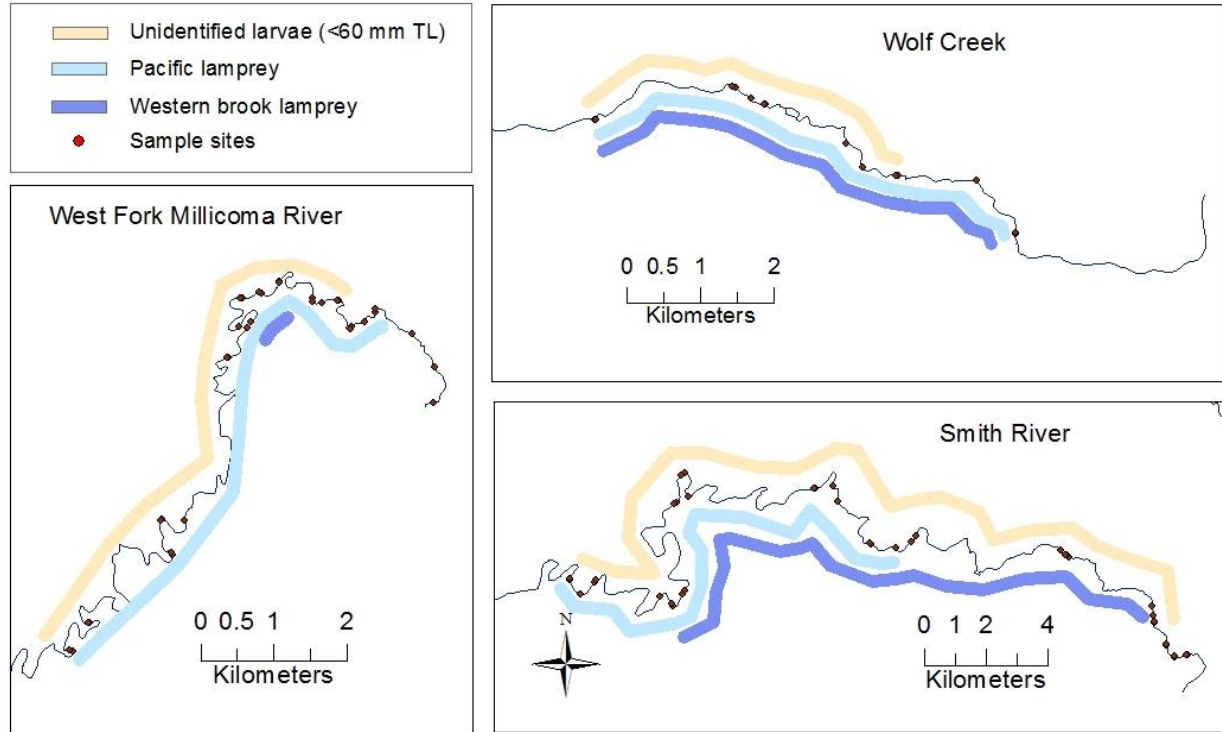 Unidentified larvae (<60 mm TL)
Pacific lamprey
Western brook lamprey
Sample sites
Wolf Creek
0 0.5 1 2
Kilometers
West Fork Millicoma River
0 0.5 1 2
Kilometers
Smith River
N
0 1 2 4
Kilometers